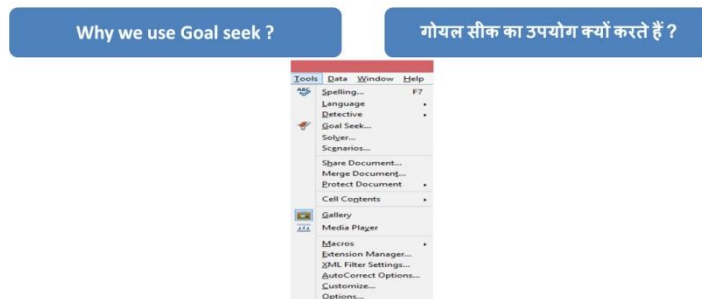 Why we use Goal seek ?
गोयल सीक का उपयोग क्यों करते हैं ?
Tools Data Window Help
ABC Spelling... F7
Language
Detective
Goal Seek...
Solver...
Scenarios...
Share Document...
Merge Document...
Protect Document
Cell Contents
Gallery
Media Player
Macros
Extension Manager...
XML Filter Settings...
AutoCorrect Options...
Customize...
Options...